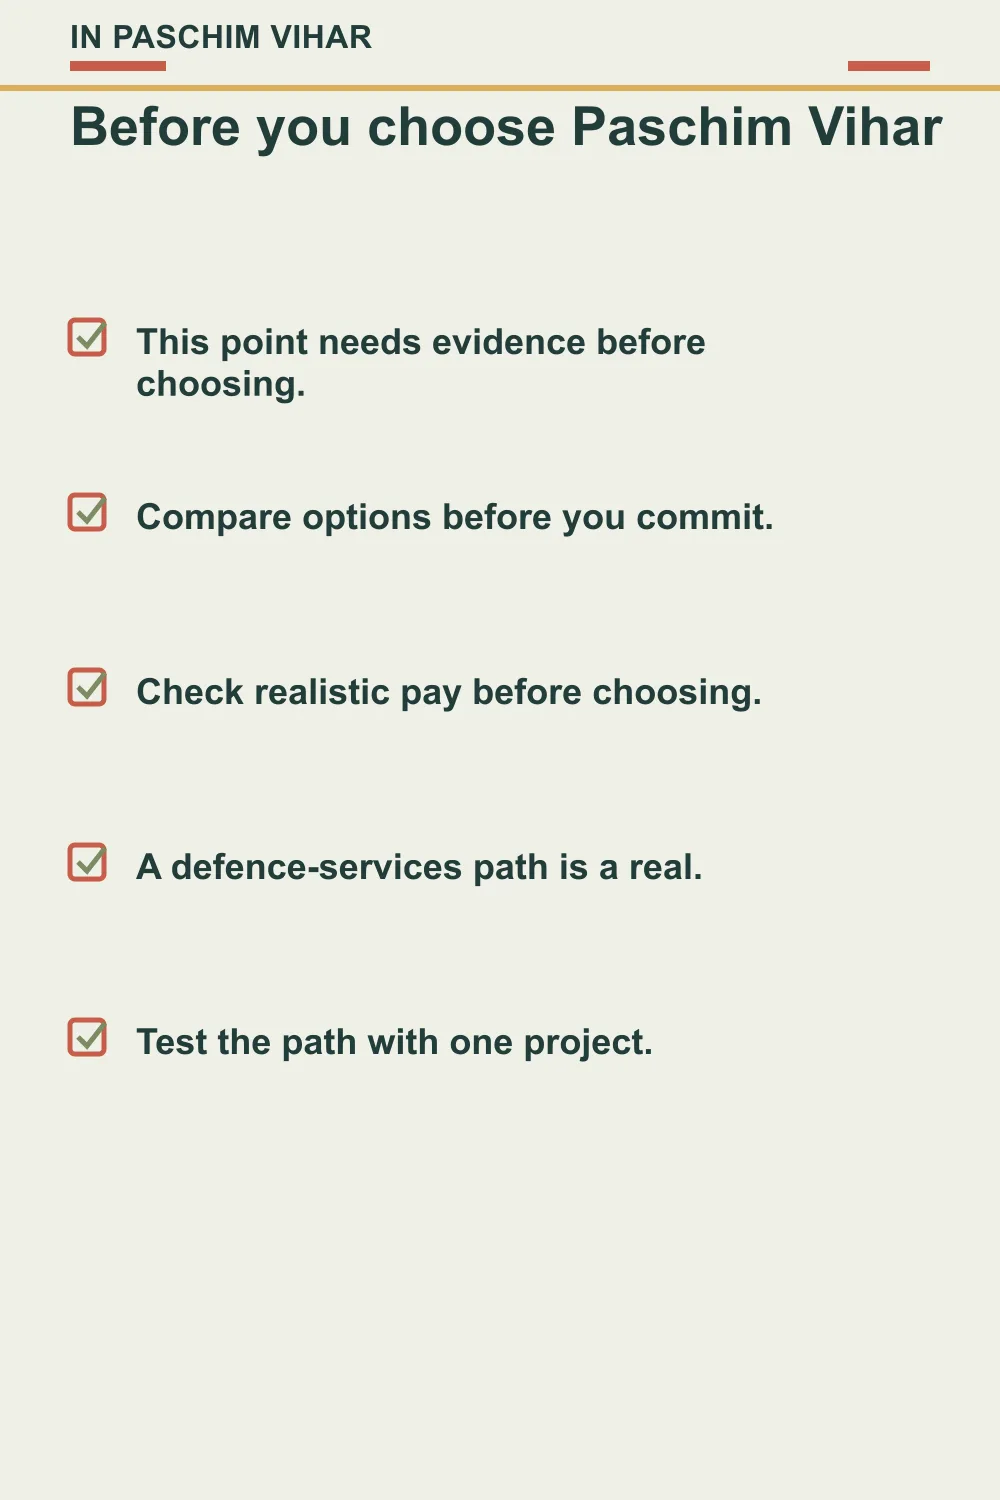 IN PASCHIM VIHAR
Before you choose Paschim Vihar
This point needs evidence before
choosing.
Compare options before you commit.
Check realistic pay before choosing.
A defence-services path is a real.
Test the path with one project.